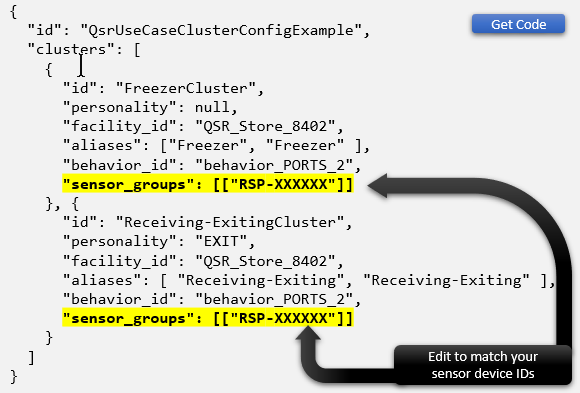 {
Get Code
"id": "QsrUseCaseClusterConfigExample",
"clusters": [
{
"id": "FreezerCluster",
"personality": null,
"facility_id": "QSR_Store_8402",
"aliases": ["Freezer", "Freezer" ],
"behavior_id": "behavior_PORTS_2",
"sensor_groups": [["RSP-XXXXXX"]]
}, {
"id": "Receiving-ExitingCluster",
"personality": "EXIT",
"facility_id": "QSR_Store_8402",
"aliases": [ "Receiving-Exiting", "Receiving-Exiting" ],
"behavior_id": "behavior_PORTS_2",
"sensor_groups": [["RSP-XXXXXX"]]
}
]
}
Edit to match your
sensor device IDs